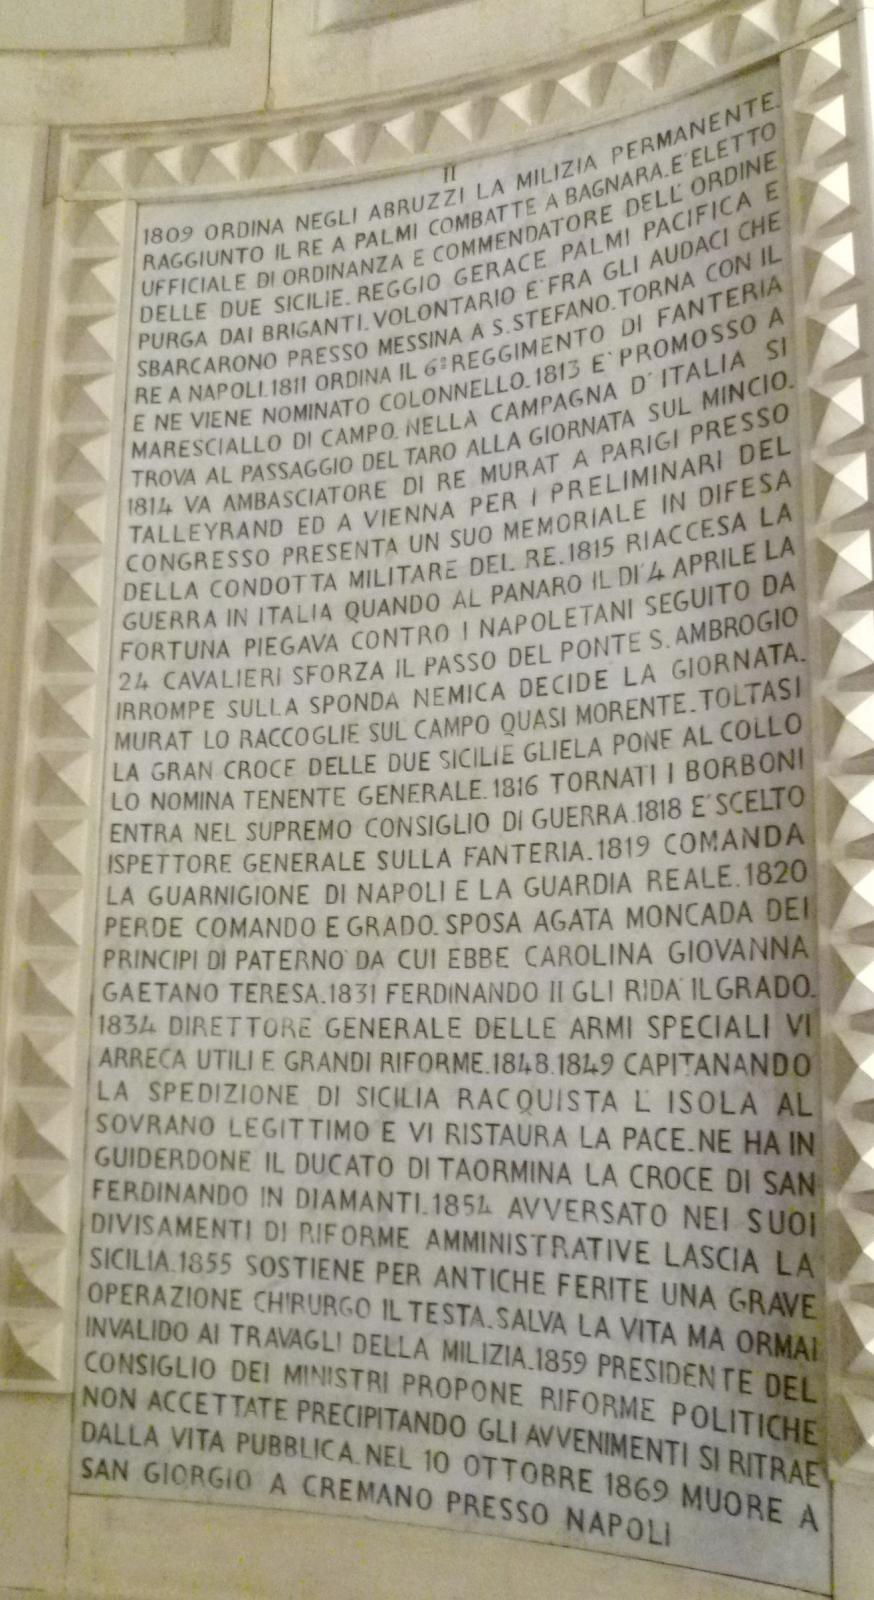 II
1809 ORDINA NEGLI ABRUZZI LA MILIZIA PERMANENTE.
RAGGIUNTO IL RE A PALMI COMBATTE A BAGNARA.E' ELETTO
UFFICIALE DI ORDINANZA E COMMENDATORE DELL'ORDINE
DELLE DUE SICILIE.REGGIO GERACE PALMI PACIFICA E
PURGA DAI BRIGANTI.VOLONTARIO E' FRA GLI AUDACI CHE
SBARCARONO PRESSO MESSINA A S.STEFANO.TORNA CON IL
RE A NAPOLI.1811 ORDINA IL 6º REGGIMENTO DI FANTERIA
E NE VIENE NOMINATO COLONNELLO.1813 E' PROMOSSO A
MARESCIALLO DI CAMPO.NELLA CAMPAGNA D'ITALIA SI
TROVA AL PASSAGGIO DEL TARO ALLA GIORNATA SUL MINCIO.
1814 VA AMBASCIATORE DI RE MURAT A PARIGI PRESSO
TALLEYRAND ED A VIENNA PER I PRELIMINARI DEL
CONGRESSO PRESENTA UN SUO MEMORIALE IN DIFESA
DELLA CONDOTTA MILITARE DEL RE.1815 RIACCESA LA
GUERRA IN ITALIA QUANDO AL PANARO IL DI' 4 APRILE LA
FORTUNA PIEGAVA CONTRO I NAPOLETANI SEGUITO DA
24 CAVALIERI SFORZA IL PASSO DEL PONTE S.AMBROGIO
IRROMPE SULLA SPONDA NEMICA DECIDE LA GIORNATA.
MURAT LO RACCOGLIE SUL CAMPO QUASI MORENTE.TOLTASI
LA GRAN CROCE DELLE DUE SICILIE GLIELA PONE AL COLLO
LO NOMINA TENENTE GENERALE.1816 TORNATI I BORBONI
ENTRA NEL SUPREMO CONSIGLIO DI GUERRA.1818 E' SCELTO
ISPETTORE GENERALE SULLA FANTERIA.1819 COMANDA
LA GUARNIGIONE DI NAPOLI E LA GUARDIA REALE.1820
PERDE COMANDO E GRADO.SPOSA AGATA MONCADA DEI
PRINCIPI DI PATERNO' DA CUI EBBE CAROLINA GIOVANNA
GAETANO TERESA.1831 FERDINANDO II GLI RIDA' IL GRADO.
1834 DIRETTORE GENERALE DELLE ARMI SPECIALI VI
ARRECA UTILI E GRANDI RIFORME.1848.1849 CAPITANANDO
LA SPEDIZIONE DI SICILIA RACQUISTA L'ISOLA AL
SOVRANO LEGITTIMO E VI RISTAURA LA PACE.NE HA IN
GUIDERDONE IL DUCATO DI TAORMINA LA CROCE DI SAN
FERDINANDO IN DIAMANTI.1854 AVVERSATO NEI SUOI
DIVISAMENTI DI RIFORME AMMINISTRATIVE LASCIA LA
SICILIA.1855 SOSTIENE PER ANTICHE FERITE UNA GRAVE
OPERAZIONE CHIRURGO IL TESTA.SALVA LA VITA MA ORMAI
INVALIDO AI TRAVAGLI DELLA MILIZIA.1859 PRESIDENTE DEL
CONSIGLIO DEI MINISTRI PROPONE RIFORME POLITICHE
NON ACCETTATE PRECIPITANDO GLI AVVENIMENTI SI RITRAE
DALLA VITA PUBBLICA.NEL 10 OTTOBRE 1869 MUORE A
SAN GIORGIO A CREMANO PRESSO NAPOLI